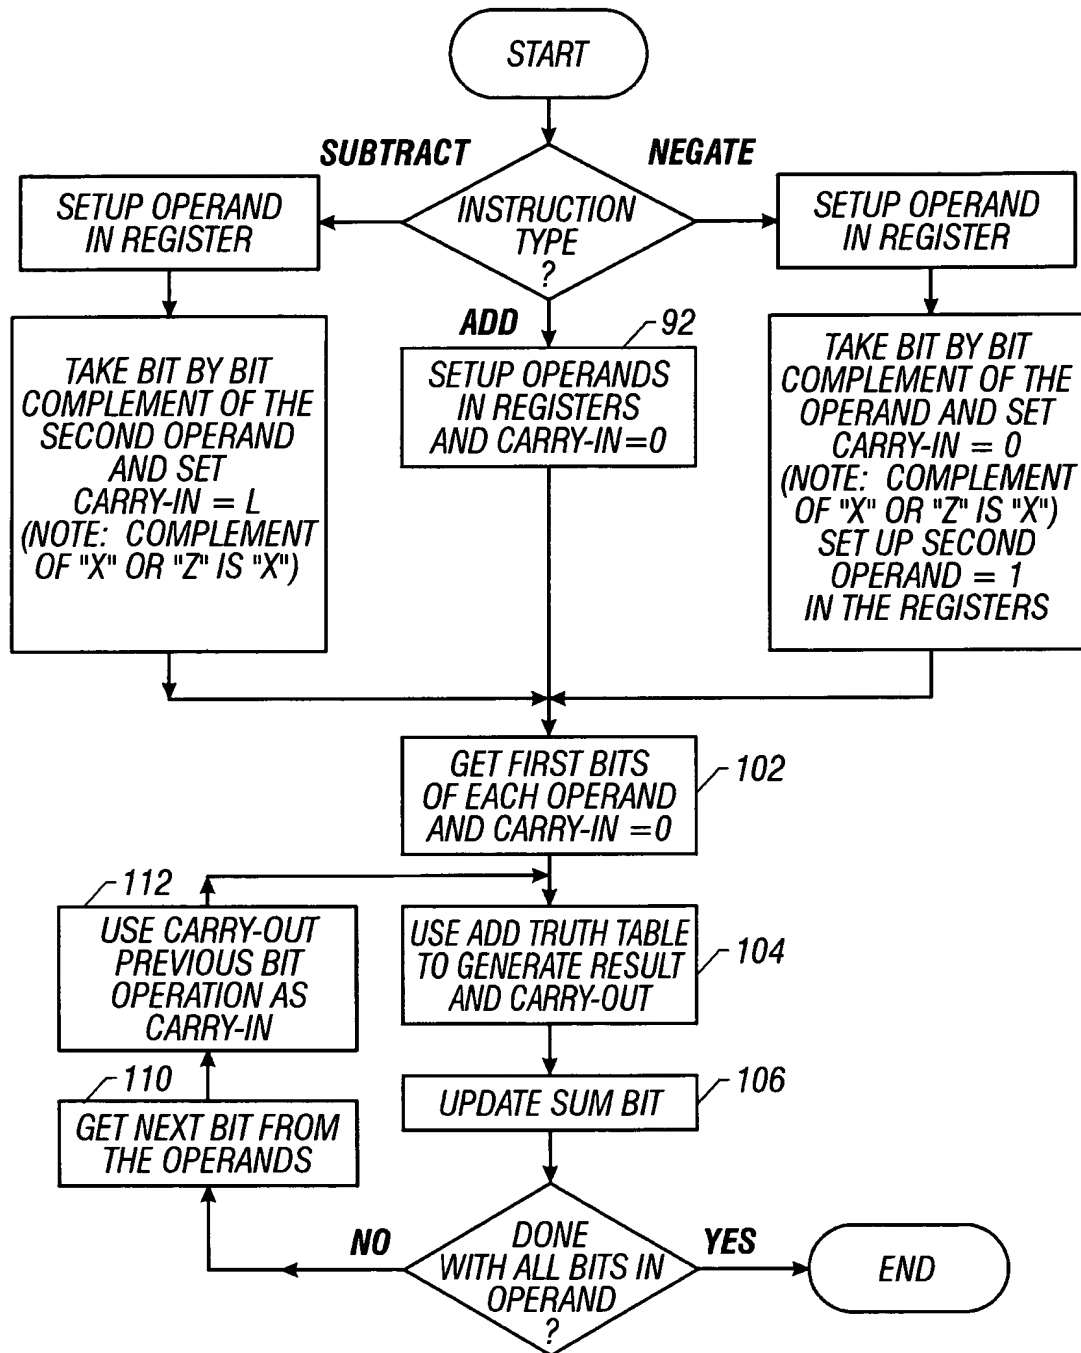 START
SUBTRACT
NEGATE
INSTRUCTION
TYPE
?
SETUP OPERAND
IN REGISTER
SETUP OPERAND
IN REGISTER
ADD
92
TAKE BIT BY BIT
COMPLEMENT OF THE
SECOND OPERAND
AND SET
CARRY-IN = L
(NOTE: COMPLEMENT
OF "X" OR "Z" IS "X")
SETUP OPERANDS
IN REGISTERS
AND CARRY-IN=0
TAKE BIT BY BIT
COMPLEMENT OF THE
OPERAND AND SET
CARRY-IN = 0
(NOTE: COMPLEMENT
OF "X" OR "Z" IS "X")
SET UP SECOND
OPERAND = 1
IN THE REGISTERS
GET FIRST BITS
OF EACH OPERAND
AND CARRY-IN =0
102
112
USE CARRY-OUT
PREVIOUS BIT
OPERATION AS
CARRY-IN
USE ADD TRUTH TABLE
TO GENERATE RESULT
AND CARRY-OUT
104
110
GET NEXT BIT FROM
THE OPERANDS
UPDATE SUM BIT
106
NO
DONE
WITH ALL BITS IN
OPERAND
?
YES
END